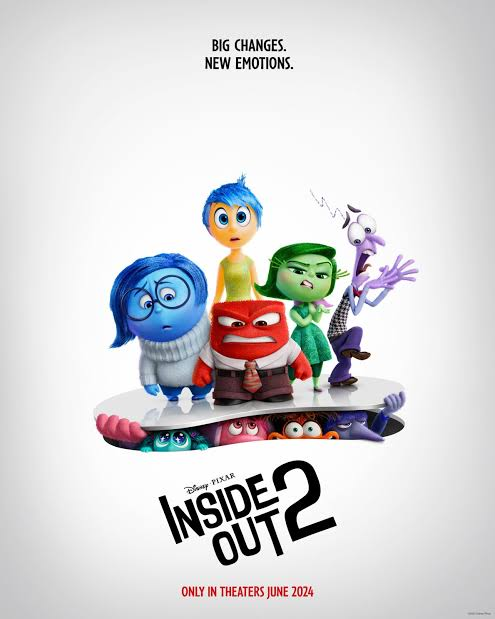 BIG CHANGES.
NEW EMOTIONS.
Disney PIXAR
INSIDE
OUT 2
ONLY IN THEATERS JUNE 2024